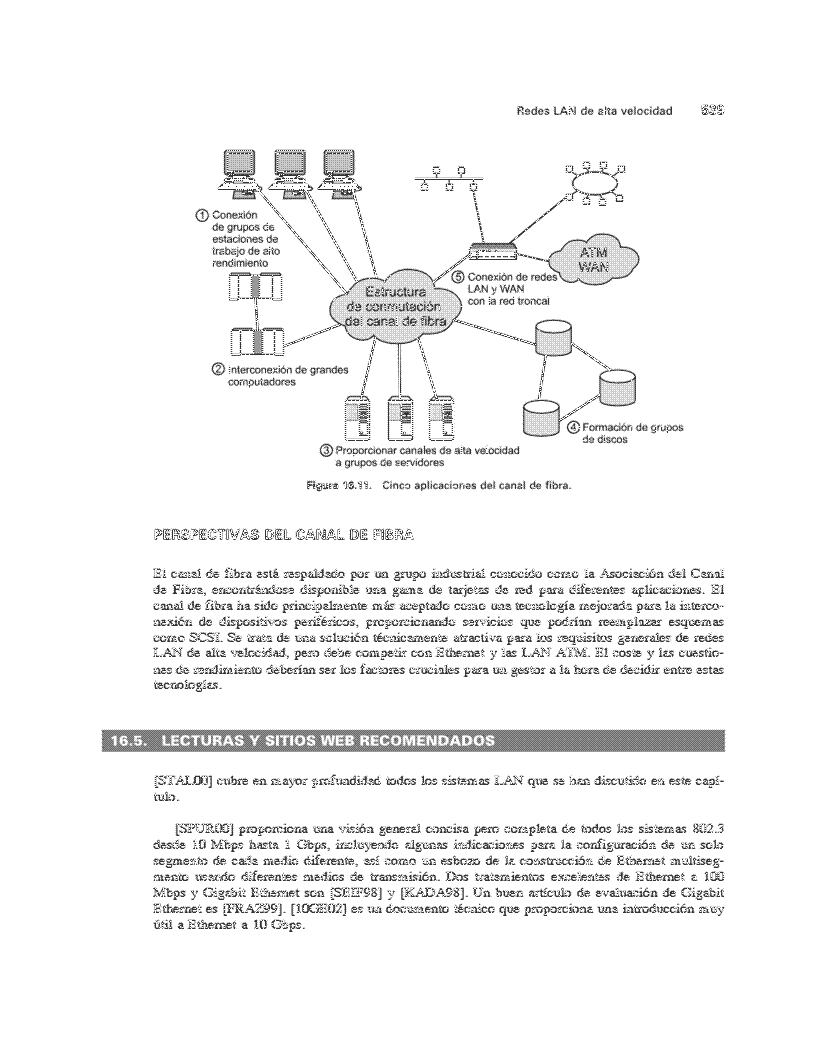 Redes LAN de alta velocidad 539
① Conexión
de grupos de
estaciones de
trabajo de alto
rendimiento
ATM
WAN
⑤ Conexión de redes
LAN y WAN
con la red troncal
Estructura
de conmutación
del canal de fibra
② Interconexión de grandes
computadores
④ Formación de grupos
de discos
③ Proporcionar canales de alta velocidad
a grupos de servidores
Figura 16.11. Cinco aplicaciones del canal de fibra.
PERSPECTIVAS DEL CANAL DE FIBRA
El canal de fibra está respaldado por un grupo industrial conocido como la Asociación del Canal
de Fibra, encontrándose disponible una gama de tarjetas de red para diferentes aplicaciones. El
canal de fibra ha sido principalmente más aceptado como una tecnología mejorada para la interco-
nexión de dispositivos periféricos, proporcionando servicios que podrían reemplazar esquemas
como SCSI. Se trata de una solución técnicamente atractiva para los requisitos generales de redes
LAN de alta velocidad, pero debe competir con Ethernet y las LAN ATM. El coste y las cuestio-
nes de rendimiento deberían ser los factores cruciales para un gestor a la hora de decidir entre estas
tecnologías.
16.5. LECTURAS Y SITIOS WEB RECOMENDADOS
[STAL00] cubre en mayor profundidad todos los sistemas LAN que se han discutido en este capí-
tulo.
[SPUR00] proporciona una visión general concisa pero completa de todos los sistemas 802.3
desde 10 Mbps hasta 1 Gbps, incluyendo algunas indicaciones para la configuración de un solo
segmento de cada medio diferente, así como un esbozo de la construcción de Ethernet multiseg-
mento usando diferentes medios de transmisión. Dos tratamientos excelentes de Ethernet a 100
Mbps y Gigabit Ethernet son [SEIF98] y [KADA98]. Un buen artículo de evaluación de Gigabit
Ethernet es [FRAZ99]. [10GE02] es un documento técnico que proporciona una introducción muy
útil a Ethernet a 10 Gbps.